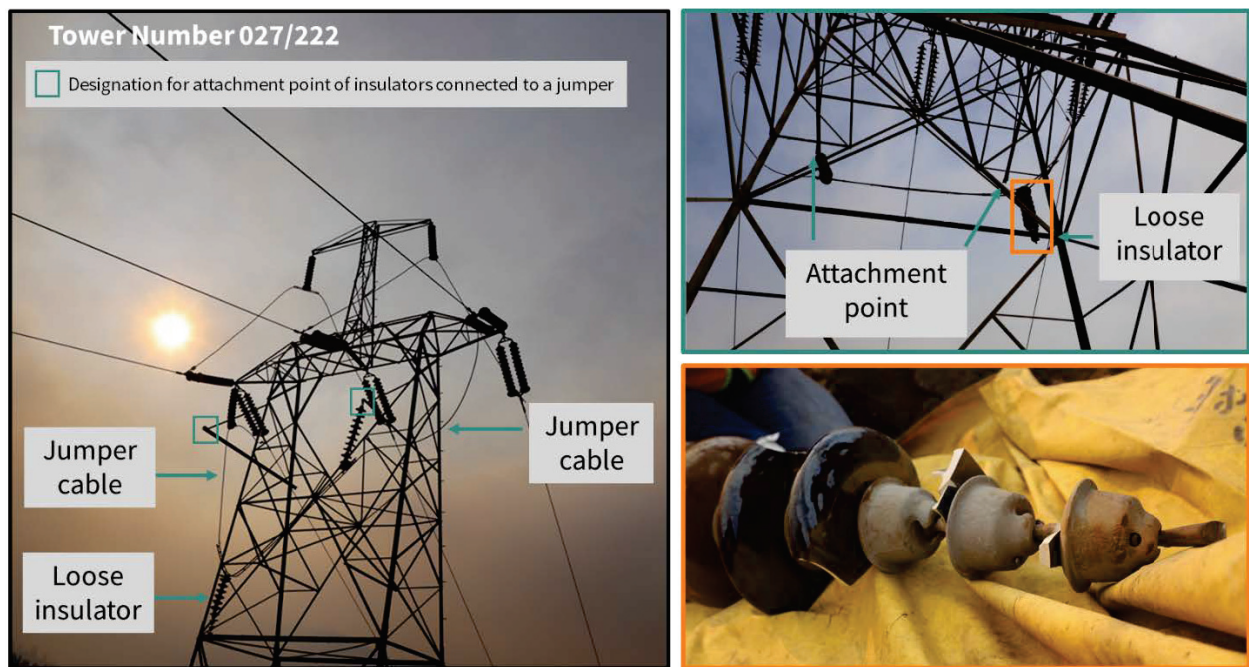 Tower Number 027/222
Designation for attachment point of insulators connected to a jumper
Jumper
cable
Jumper
cable
Loose
insulator
Attachment
point
Loose
insulator